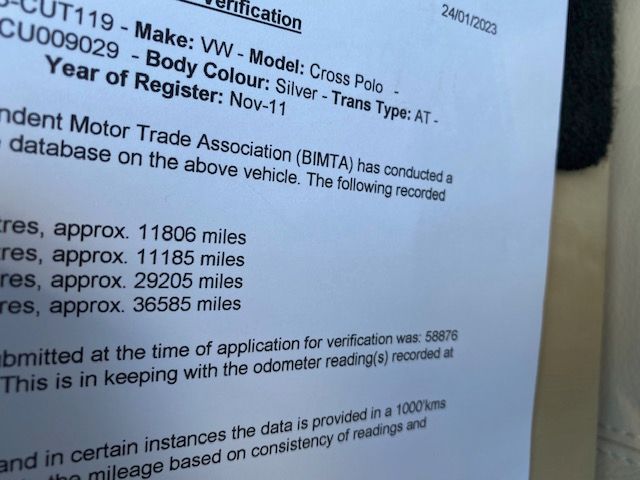 Verification
24/01/2023
-CUT119 - Make: VW - Model: Cross Polo -
CU009029 - Body Colour: Silver - Trans Type: AT -
Year of Register: Nov-11
ndent Motor Trade Association (BIMTA) has conducted a
database on the above vehicle. The following recorded
tres, approx. 11806 miles
tres, approx. 11185 miles
res, approx. 29205 miles
res, approx. 36585 miles
ubmitted at the time of application for verification was: 58876
This is in keeping with the odometer reading(s) recorded at
and in certain instances the data is provided in a 1000'kms
the mileage based on consistency of readings and